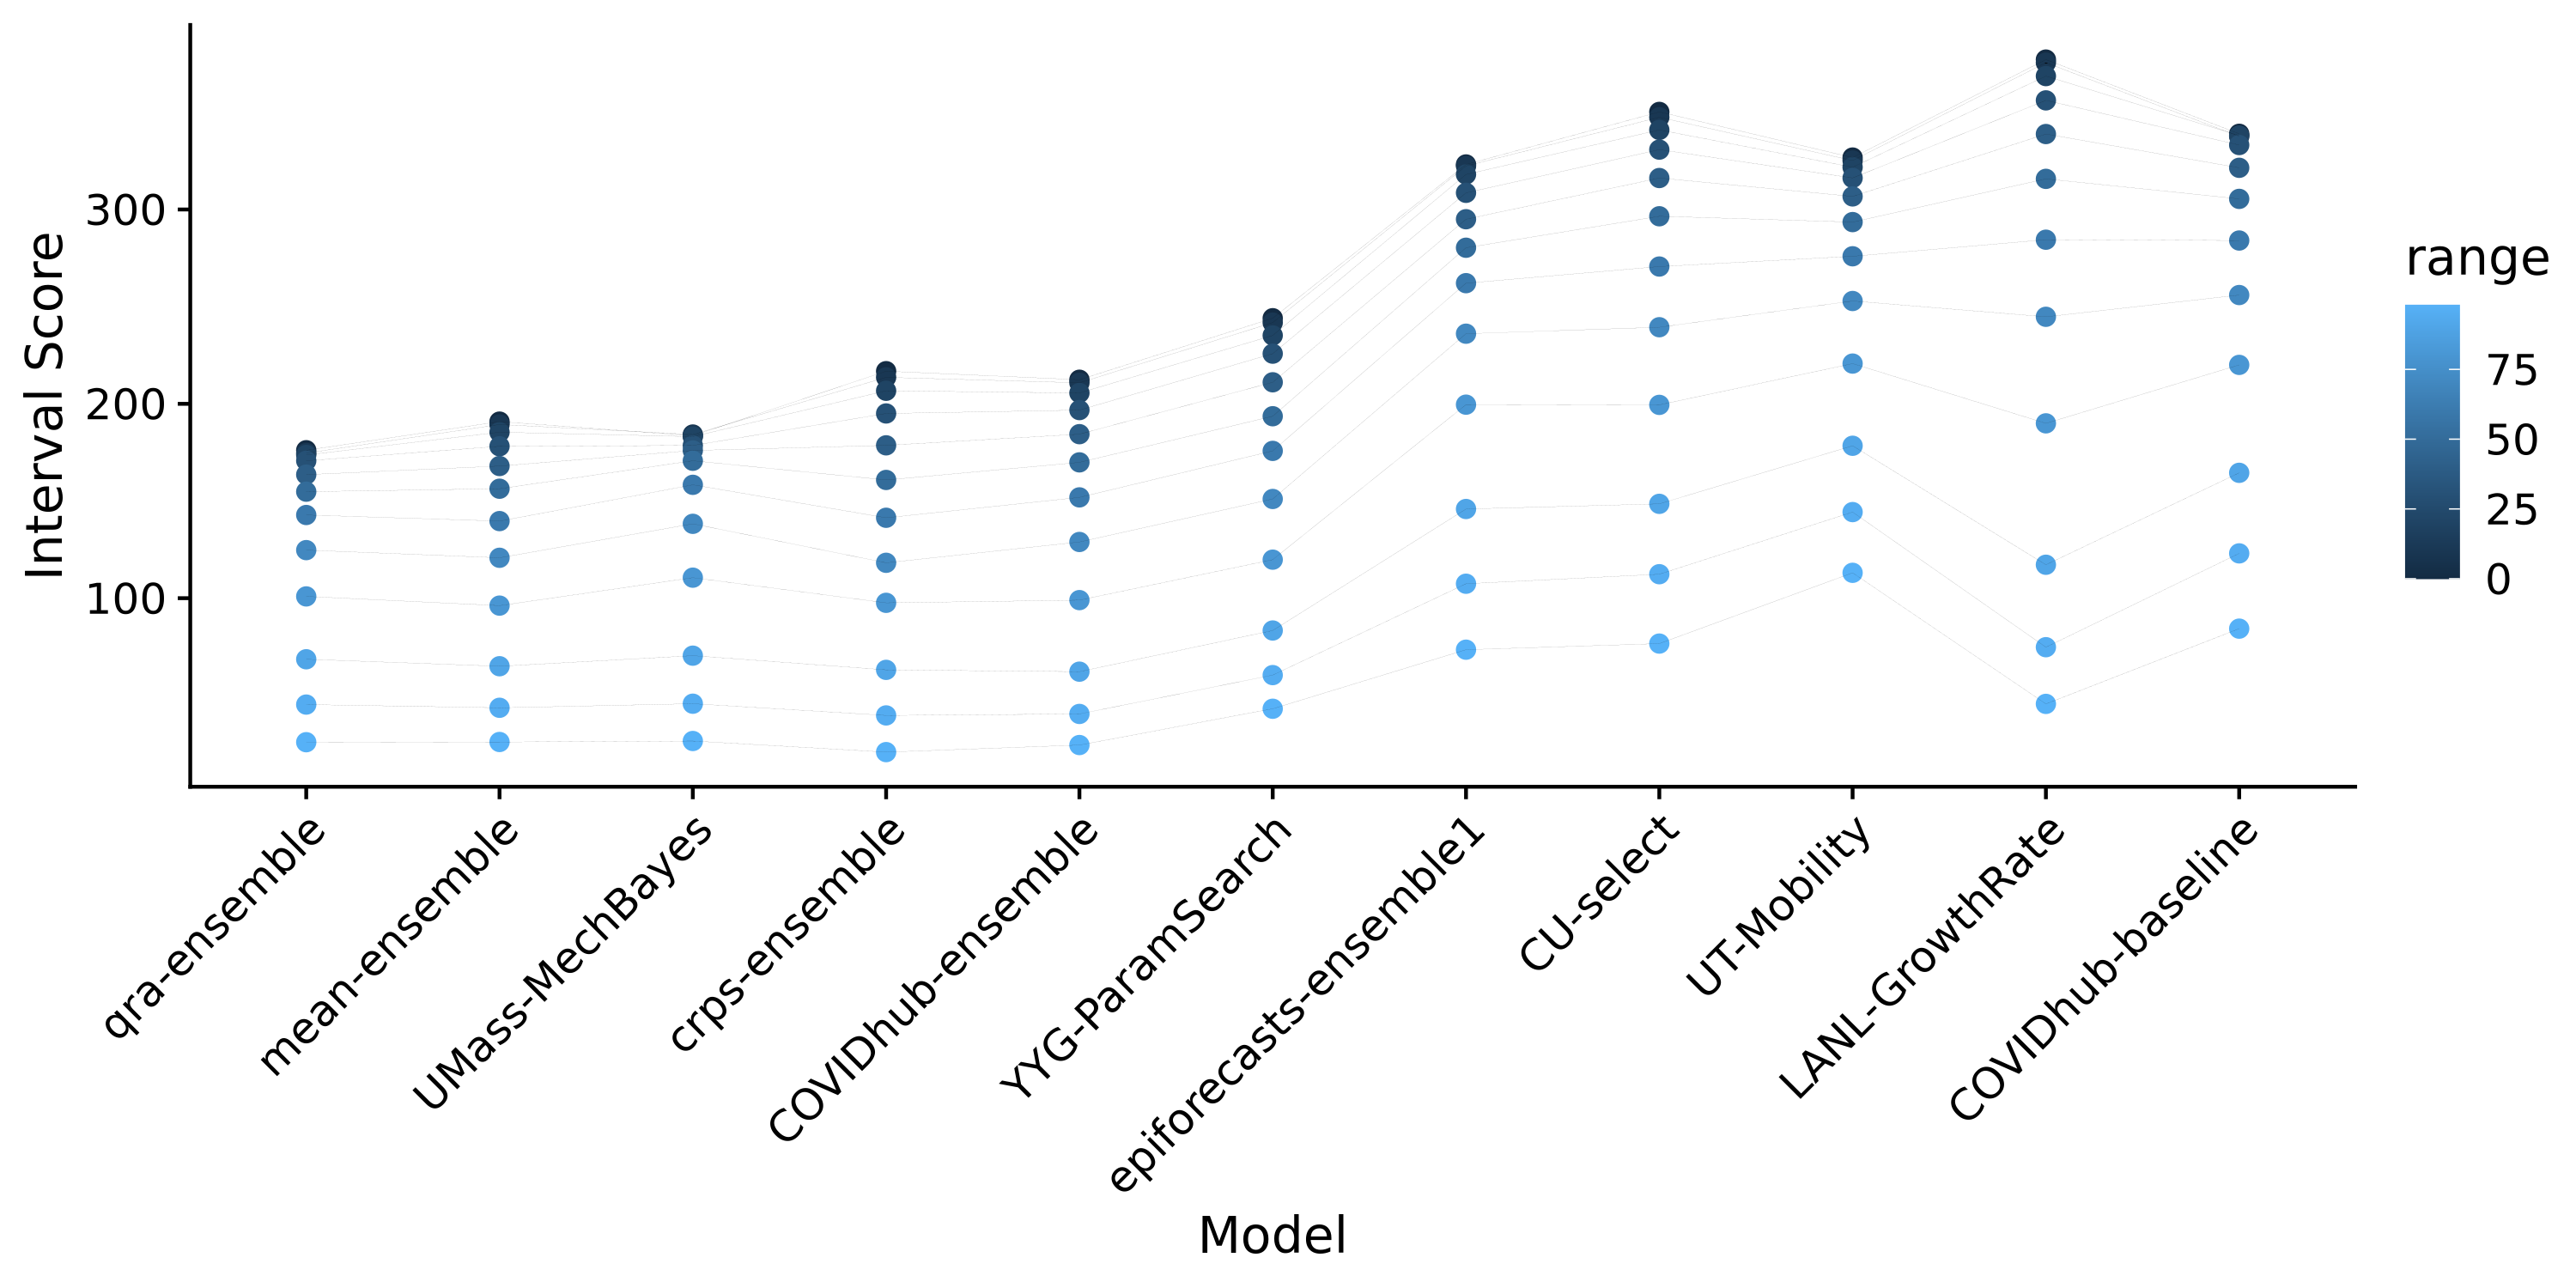 Interval Score
300
200
100
qra-ensemble
mean-ensemble
UMass-MechBayes
crps-ensemble
COVIDhub-ensemble
YYG-ParamSearch
epiforecasts-ensemble1
CU-select
UT-Mobility
LANL-GrowthRate
COVIDhub-baseline
Model
range
75
50
25
0